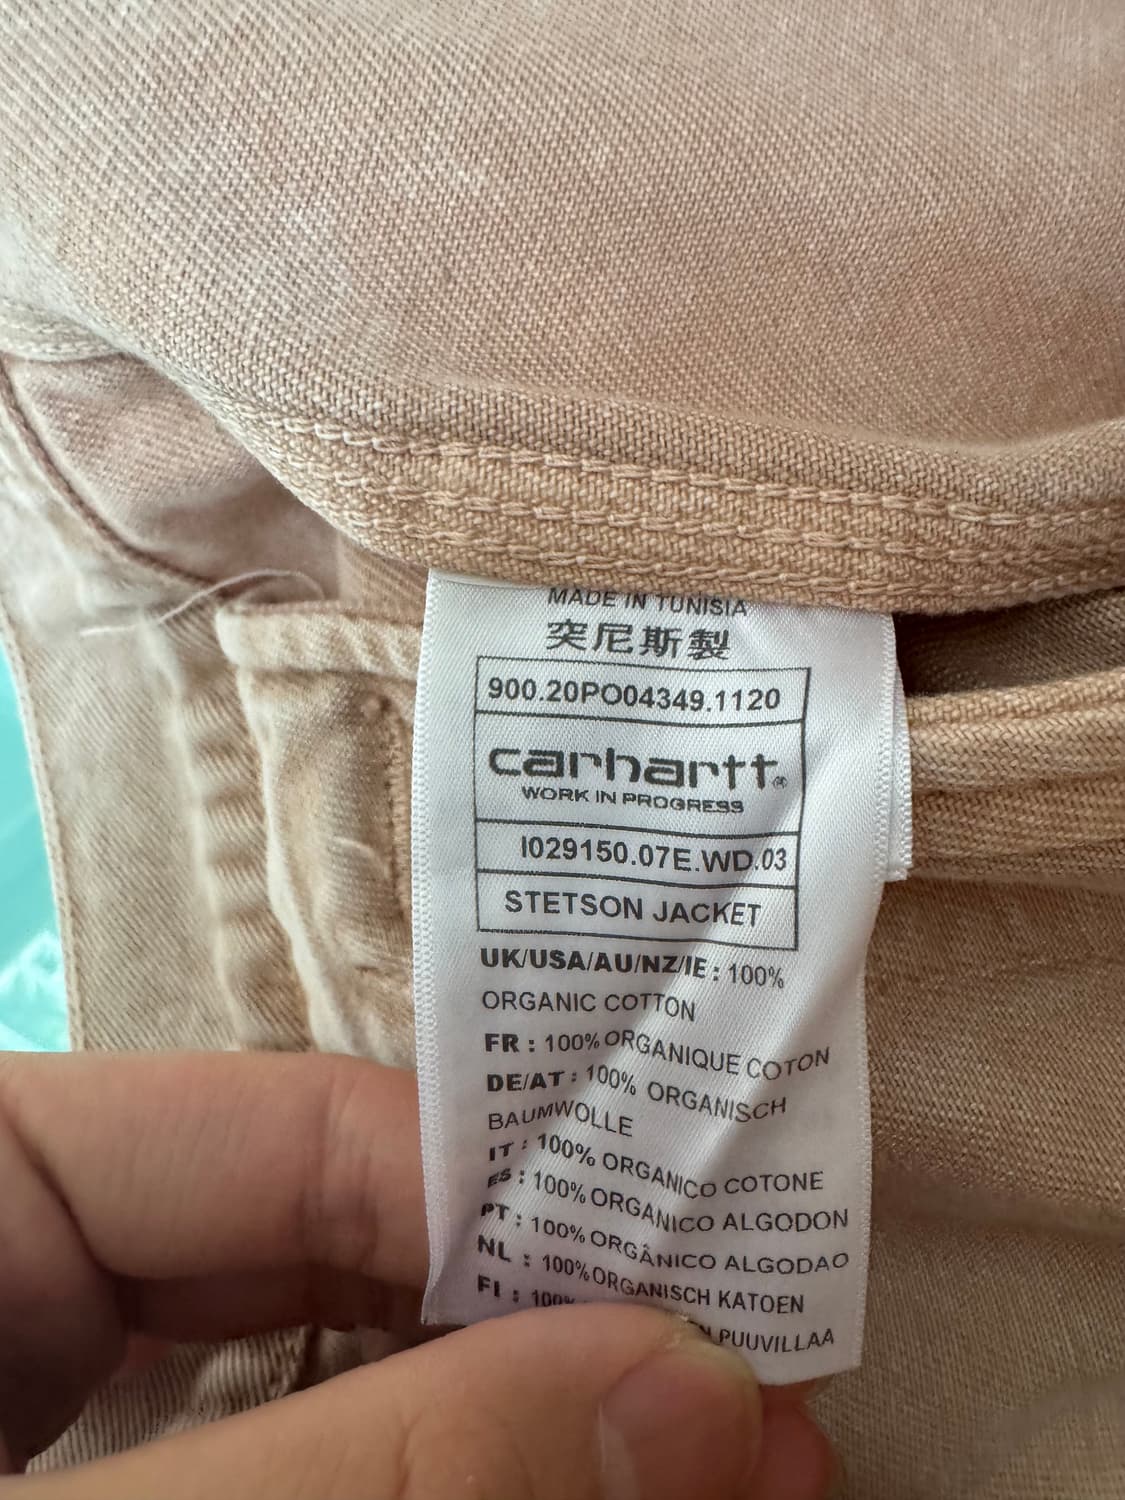 MADE IN TUNISIA
突尼斯製
900.20PO04349.1120
carhartt®
WORK IN PROGRESS
I029150.07E.WD.03
STETSON JACKET
UK/USA/AU/NZ/IE : 100%
ORGANIC COTTON
FR : 100% ORGANIQUE COTON
DE/AT : 100% ORGANISCH
BAUMWOLLE
IT : 100% ORGANICO COTONE
ES : 100% ORGANICO ALGODON
PT : 100% ORGÂNICO ALGODAO
NL : 100% ORGANISCH KATOEN
FI : 100% PUUVILLAA